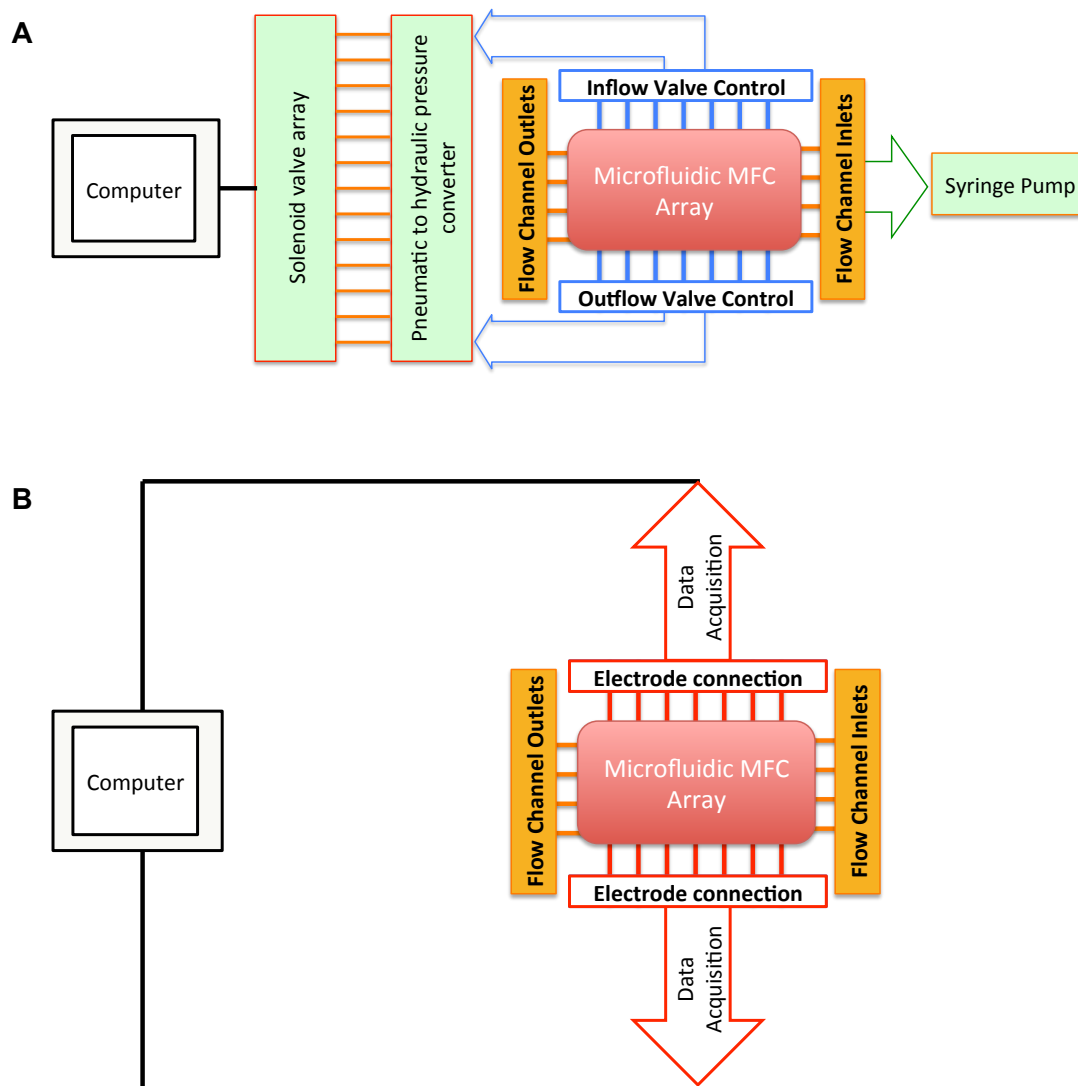 A
Computer
Solenoid valve array
Pneumatic to hydraulic pressure
converter
Flow Channel Outlets
Inflow Valve Control
Microfluidic MFC
Array
Outflow Valve Control
Flow Channel Inlets
Syringe Pump
B
Computer
Data
Acquisition
Electrode connection
Flow Channel Outlets
Microfluidic MFC
Array
Flow Channel Inlets
Electrode connection
Data
Acquisition